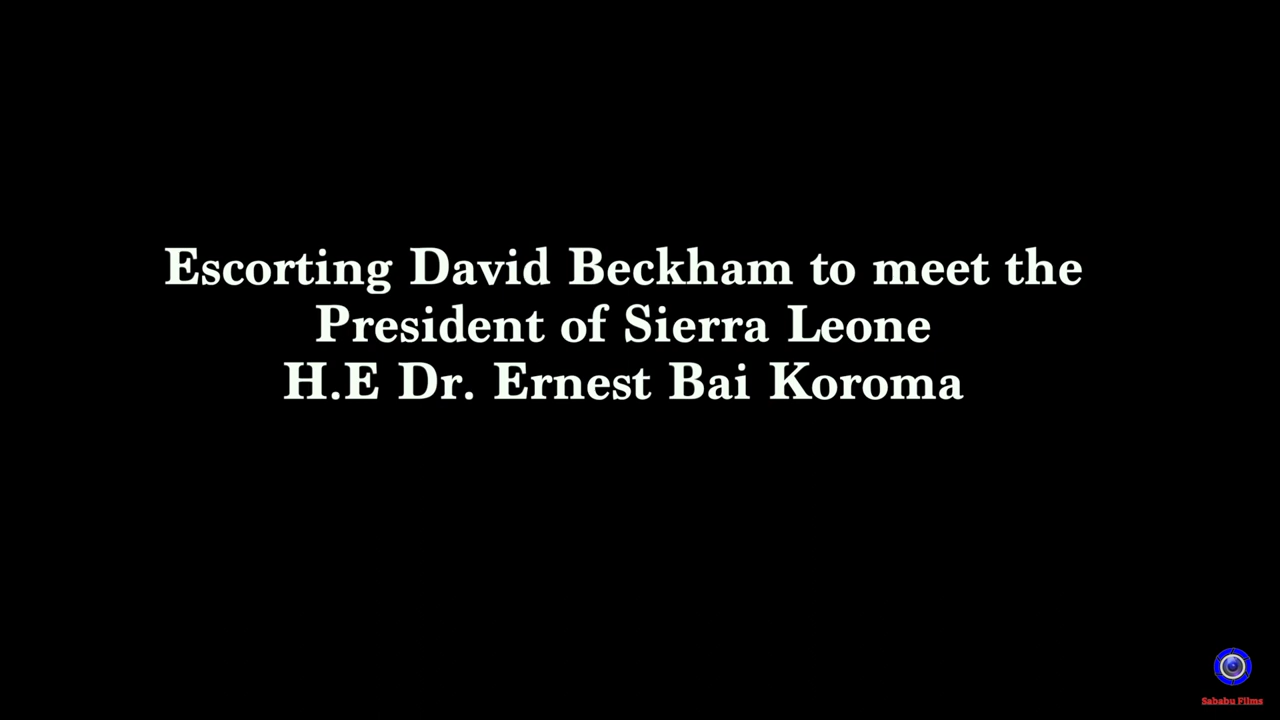 Escorting David Beckham to meet the
President of Sierra Leone
H.E Dr. Ernest Bai Koroma
Sababu Films